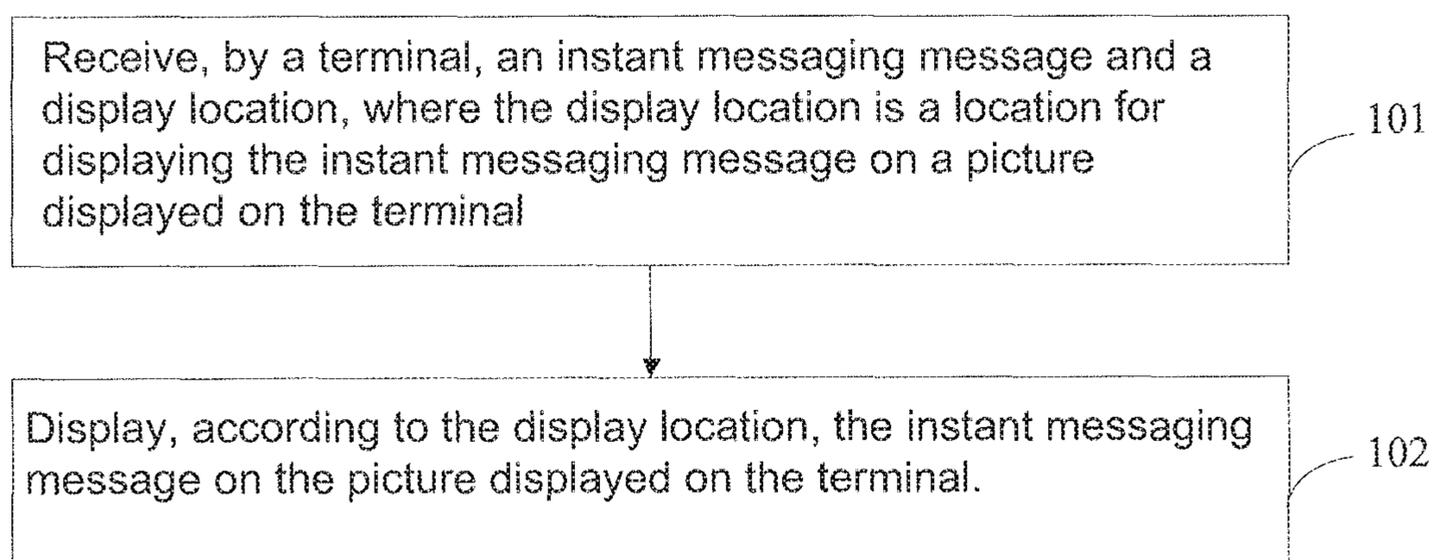 Receive, by a terminal, an instant messaging message and a
display location, where the display location is a location for
displaying the instant messaging message on a picture
displayed on the terminal
101
Display, according to the display location, the instant messaging
message on the picture displayed on the terminal.
102